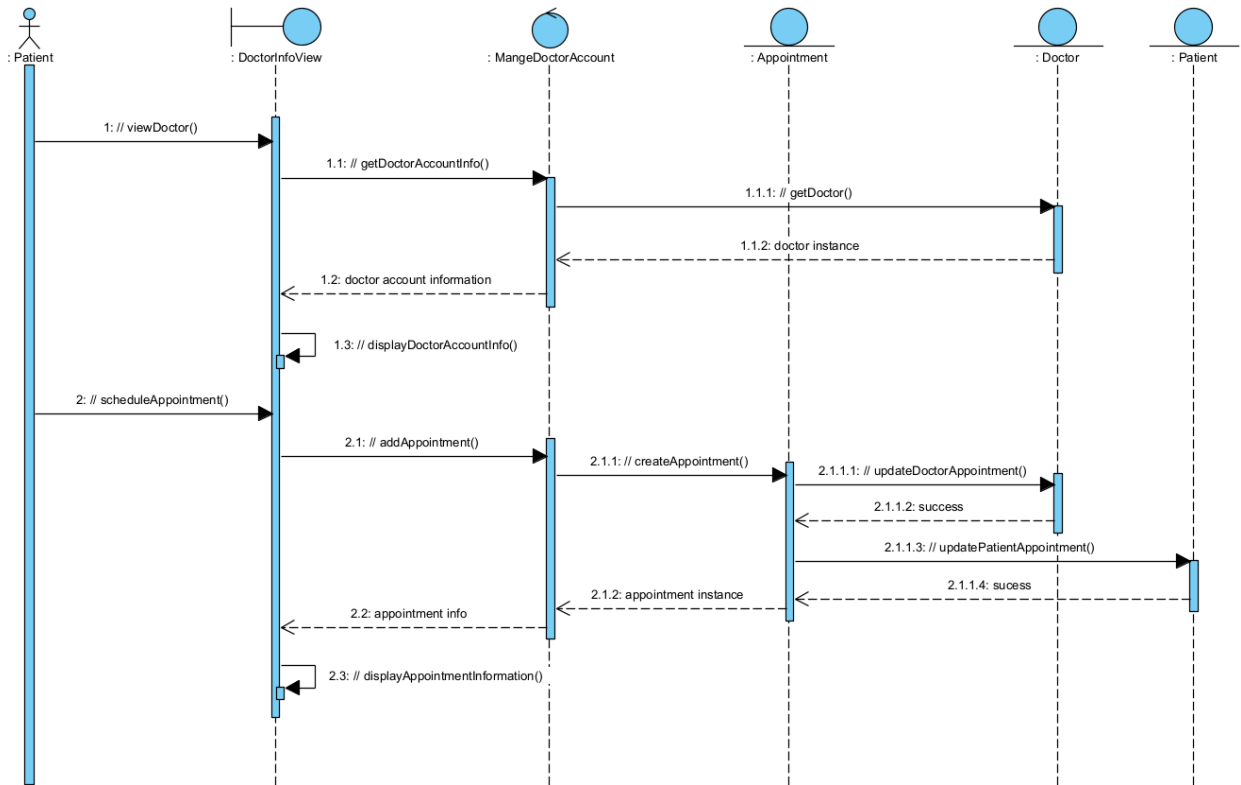 : Patient
: DoctorInfoView
: MangeDoctorAccount
: Appointment
: Doctor
: Patient
1: // viewDoctor()
1.1: // getDoctorAccountInfo()
1.1.1: // getDoctor()
1.1.2: doctor instance
1.2: doctor account information
1.3: // displayDoctorAccountInfo()
2: // scheduleAppointment()
2.1: // addAppointment()
2.1.1: // createAppointment()
2.1.1.1: // updateDoctorAppointment()
2.1.1.2: success
2.1.1.3: // updatePatientAppointment()
2.1.1.4: sucess
2.1.2: appointment instance
2.2: appointment info
2.3: // displayAppointmentInformation()